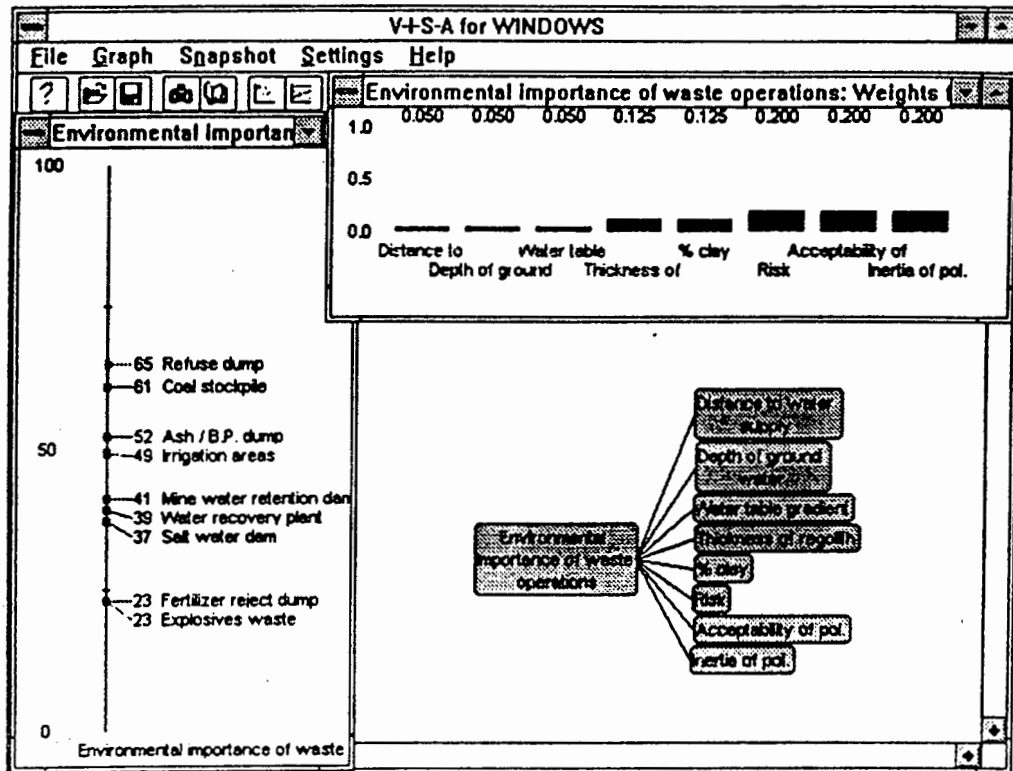 V-I-S-A for WINDOWS
File Graph Snapshot Settings Help
?
Environmental importance of waste operations: Weights
0.050 0.050 0.050 0.125 0.125 0.200 0.200 0.200
1.0
0.5
0.0
Distance to Water table % clay Acceptability of
Depth of ground Thickness of Risk Inertia of pol.
Environmental importan
100
65 Refuse dump
61 Coal stockpile
52 Ash / B.P. dump
50
49 Irrigation areas
41 Mine water retention dam
39 Water recovery plant
37 Salt water dam
23 Fertilizer reject dump
23 Explosives waste
0
Environmental importance of waste
Environmental
importance of waste
operations
Distance to water
supply
Depth of ground
water
Water table gradient
Thickness of regolith
% clay
Risk
Acceptability of pol.
Inertia of pol.